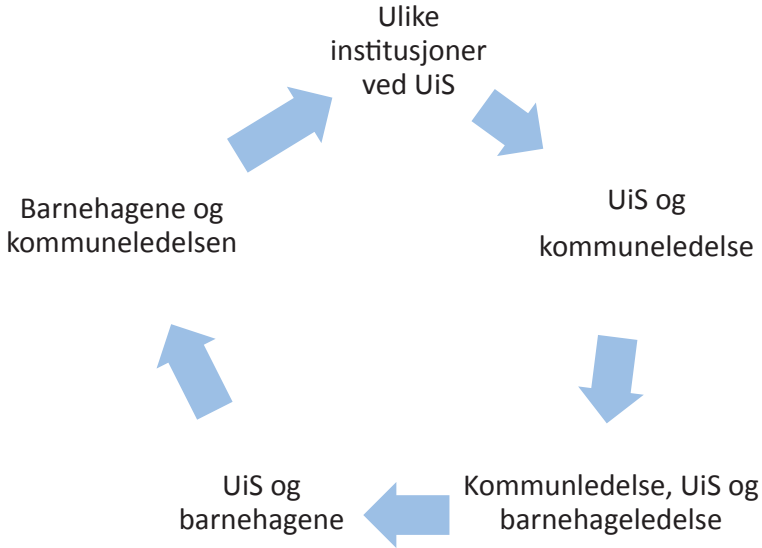 Ulike
institusjoner
ved UiS
UiS og
kommuneledelse
Kommunledelse, UiS og
barnehageledelse
UiS og
barnehagene
Barnehagene og
kommuneledelsen